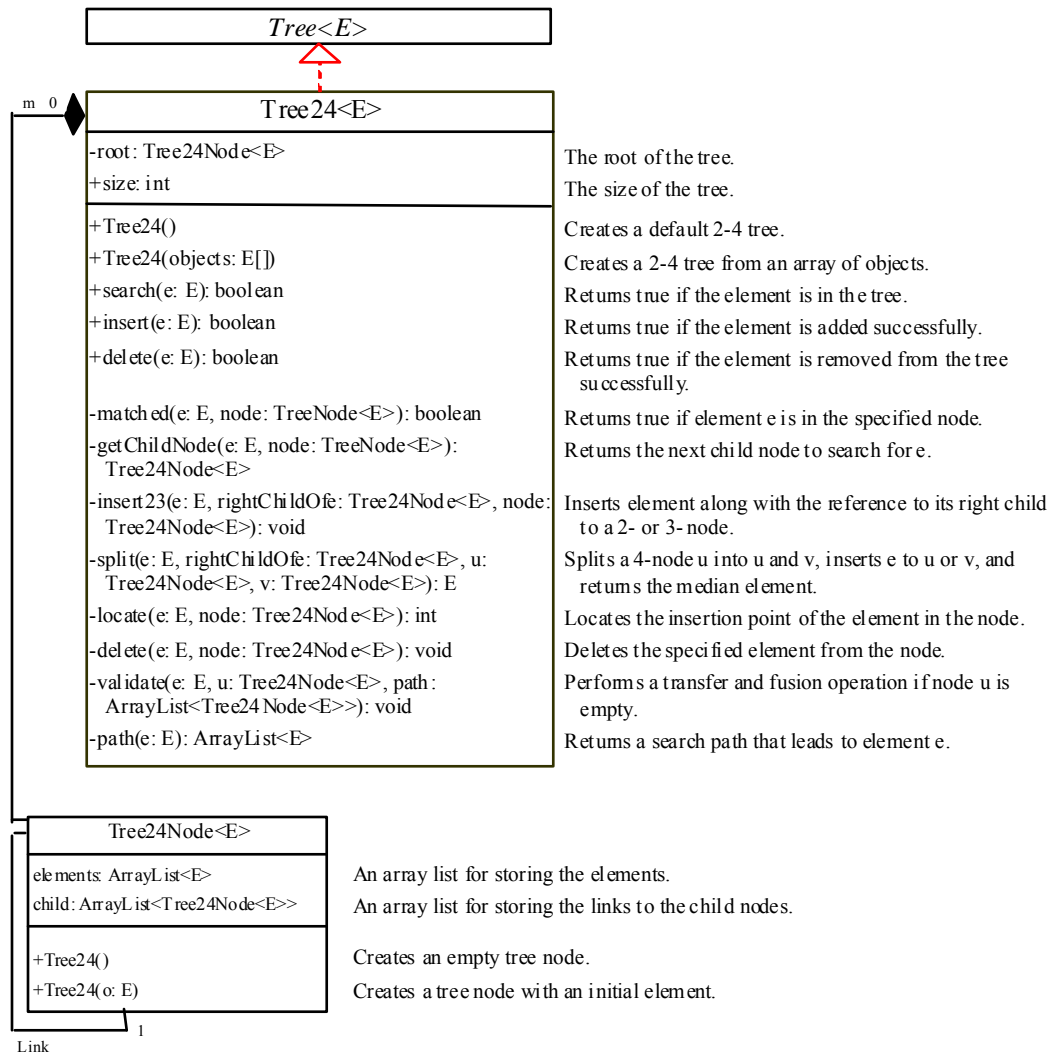 Tree<E>
m 0
Tree24<E>
-root: Tree24Node<E>
The root of the tree.
+size: int
The size of the tree.
+Tree24()
Creates a default 2-4 tree.
+Tree24(objects: E[])
Creates a 2-4 tree from an array of objects.
+search(e: E): boolean
Returns true if the element is in the tree.
+insert(e: E): boolean
Returns true if the element is added successfully.
+delete(e: E): boolean
Returns true if the element is removed from the tree
successfully.
-matched(e: E, node: TreeNode<E>): boolean
Returns true if element e is in the specified node.
-getChildNode(e: E, node: TreeNode<E>):
Tree24Node<E>
Returns the next child node to search for e.
-insert23(e: E, rightChildOfe: Tree24Node<E>, node:
Tree24Node<E>): void
Inserts element along with the reference to its right child
to a 2- or 3- node.
-split(e: E, rightChildOfe: Tree24Node<E>, u:
Tree24Node<E>, v: Tree24Node<E>): E
Splits a 4-node u into u and v, inserts e to u or v, and
returns the median element.
-locate(e: E, node: Tree24Node<E>): int
Locates the insertion point of the element in the node.
-delete(e: E, node: Tree24Node<E>): void
Deletes the specified element from the node.
-validate(e: E, u: Tree24Node<E>, path:
ArrayList<Tree24Node<E>>): void
Performs a transfer and fusion operation if node u is
empty.
-path(e: E): ArrayList<E>
Returns a search path that leads to element e.
Tree24Node<E>
elements: ArrayList<E>
An array list for storing the elements.
child: ArrayList<Tree24Node<E>>
An array list for storing the links to the child nodes.
+Tree24()
Creates an empty tree node.
+Tree24(o: E)
Creates a tree node with an initial element.
1
Link